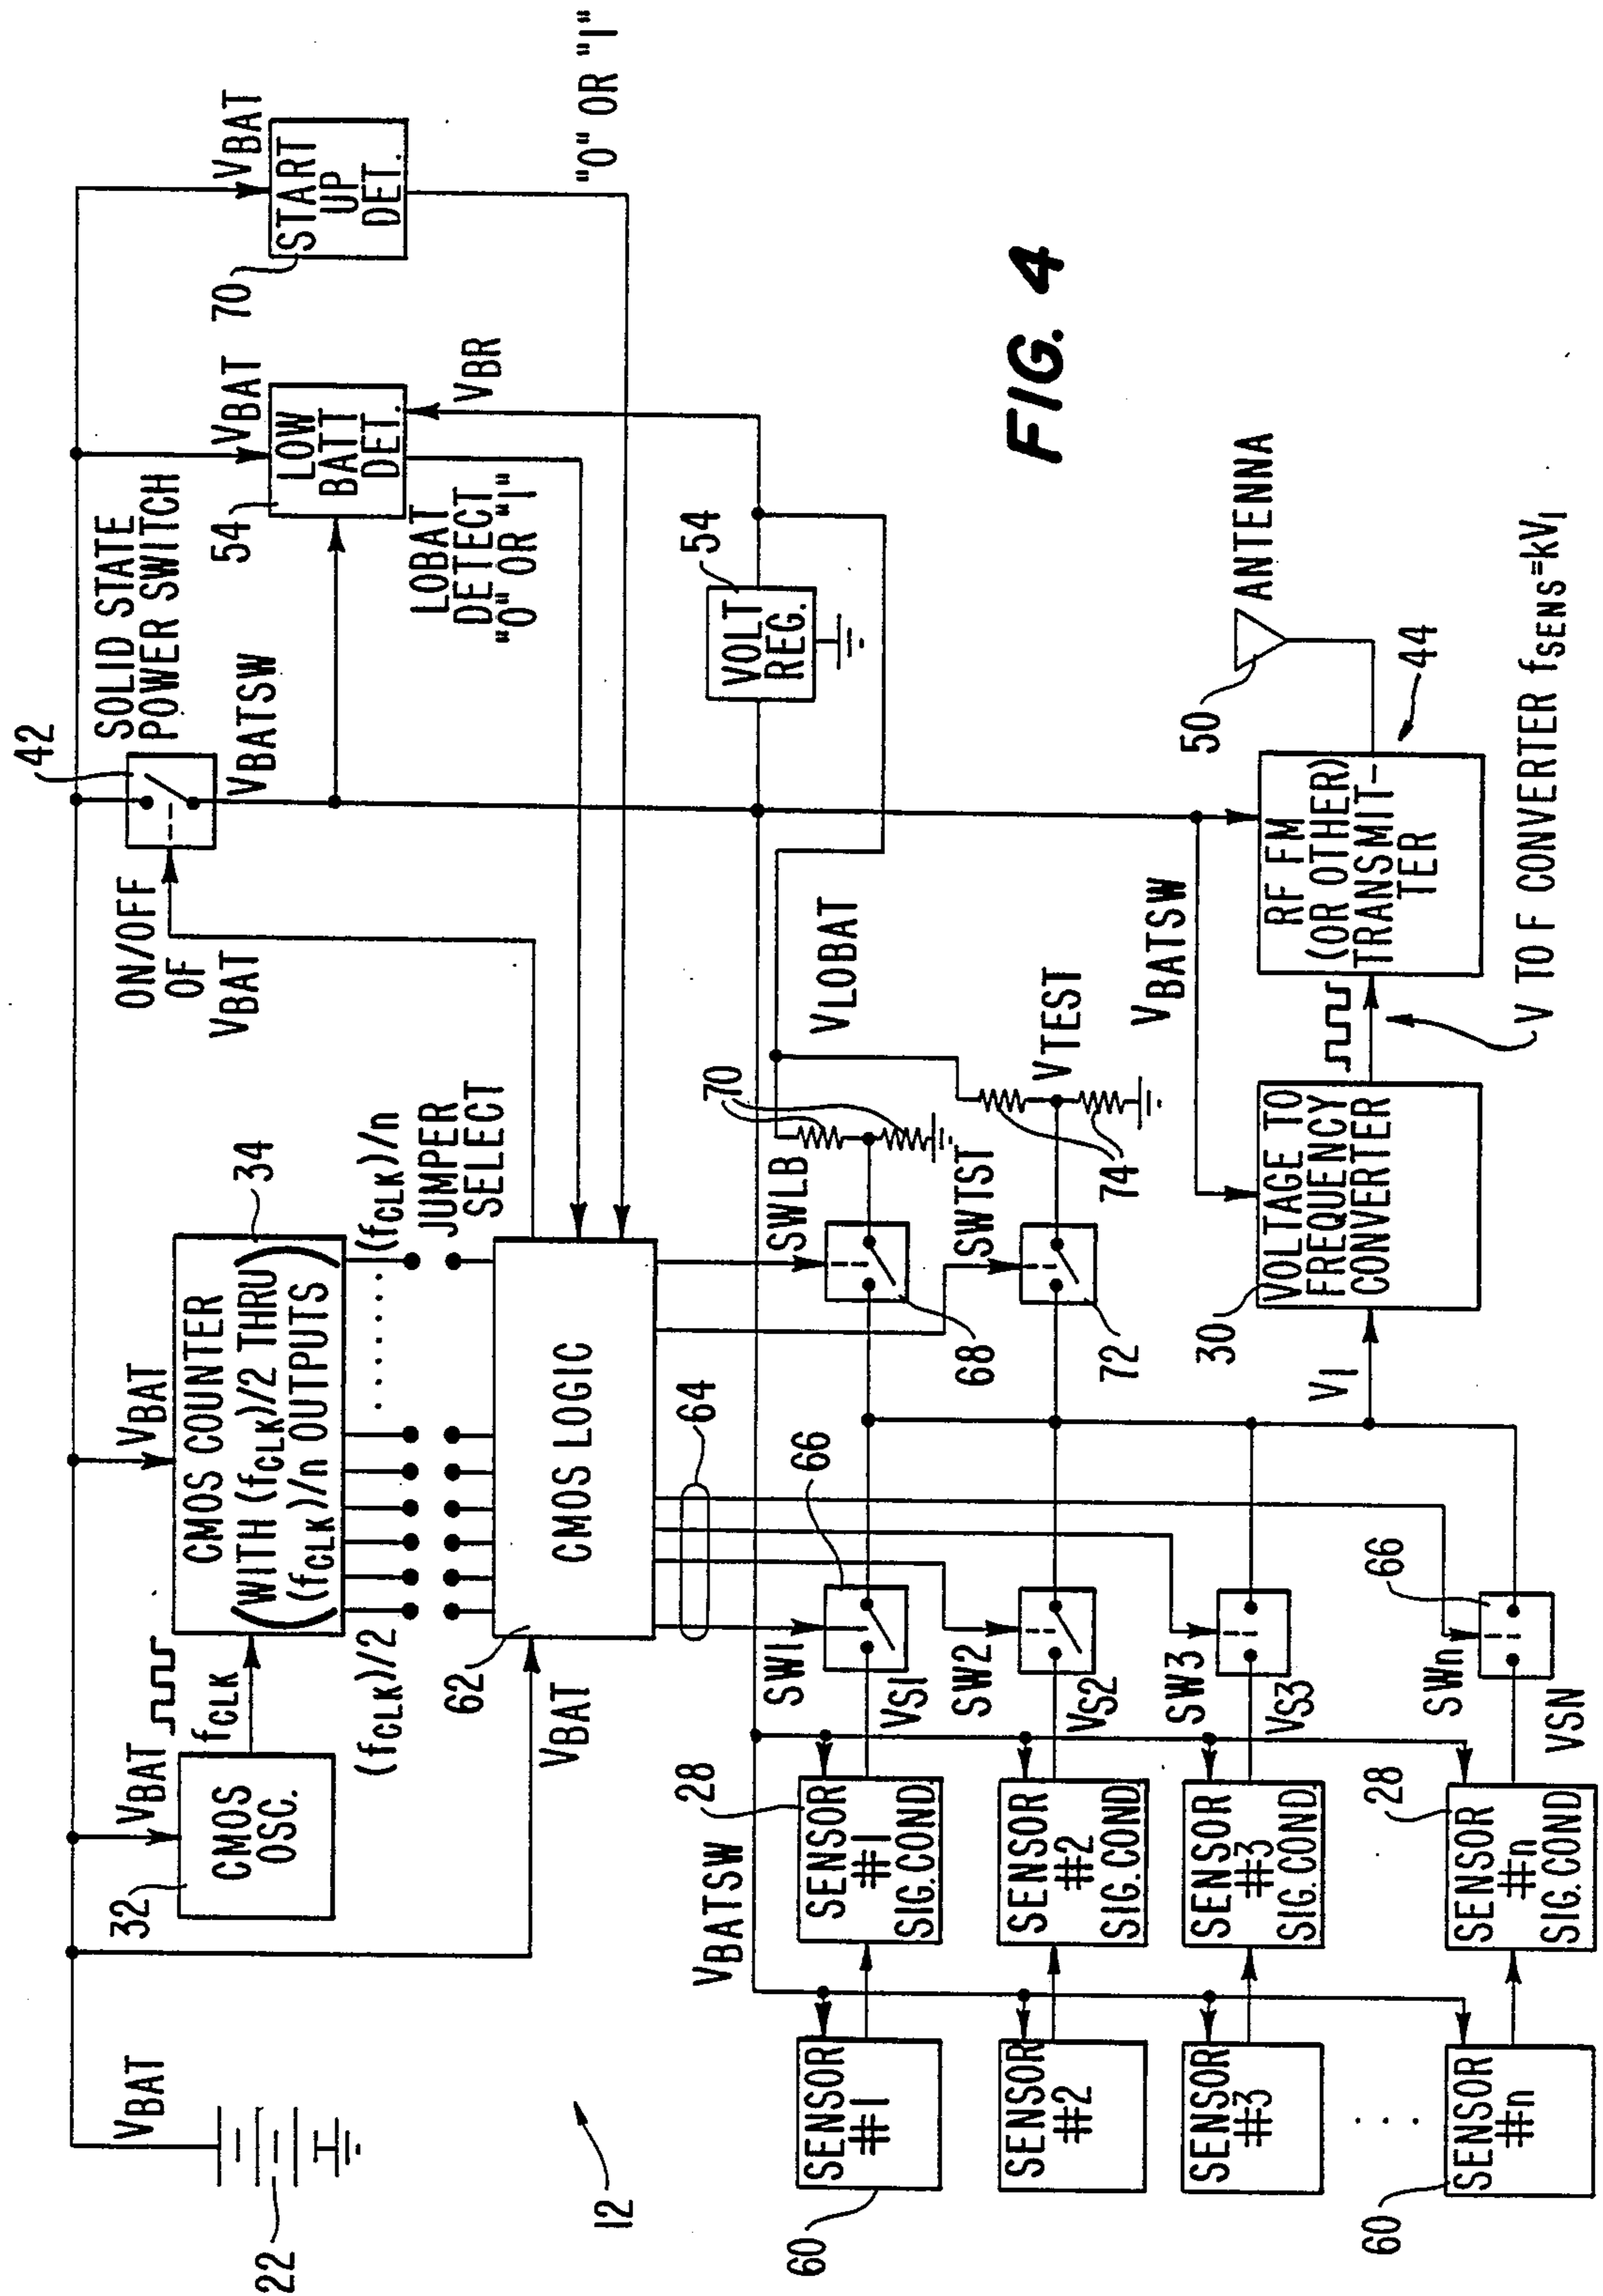 VBAT
22
12
VBAT
CMOS
OSC.
32
fCLK
VBAT
CMOS COUNTER
(WITH (fCLK)/2 THRU
(fCLK)/n OUTPUTS)
34
(fCLK)/2
(fCLK)/n
JUMPER
SELECT
VBAT
62
CMOS LOGIC
64
ON/OFF
OF
VBAT
42
SOLID STATE
POWER SWITCH
VBATSW
VBAT
LOW
BATT
DET.
54
VBR
LOBAT
DETECT
"0" OR "1"
VBAT
START
UP
DET.
70
"0" OR "1"
VOLT
REG.
54
VBATSW
SENSOR
#1
60
SENSOR
#1
SIG.COND
28
SW1
VS1
66
SWLB
68
70
VLOBAT
SENSOR
#2
SENSOR
#2
SIG.COND
SW2
VS2
SWTST
72
74
VTEST
SENSOR
#3
SENSOR
#3
SIG.COND
SW3
VS3
. . .
SENSOR
#n
60
SENSOR
#n
SIG.COND
28
SWn
VSN
66
V1
VOLTAGE TO
FREQUENCY
CONVERTER
30
VBATSW
RF FM
(OR OTHER)
TRANSMIT-
TER
44
50
ANTENNA
V TO F CONVERTER fSENS=kV1
FIG. 4